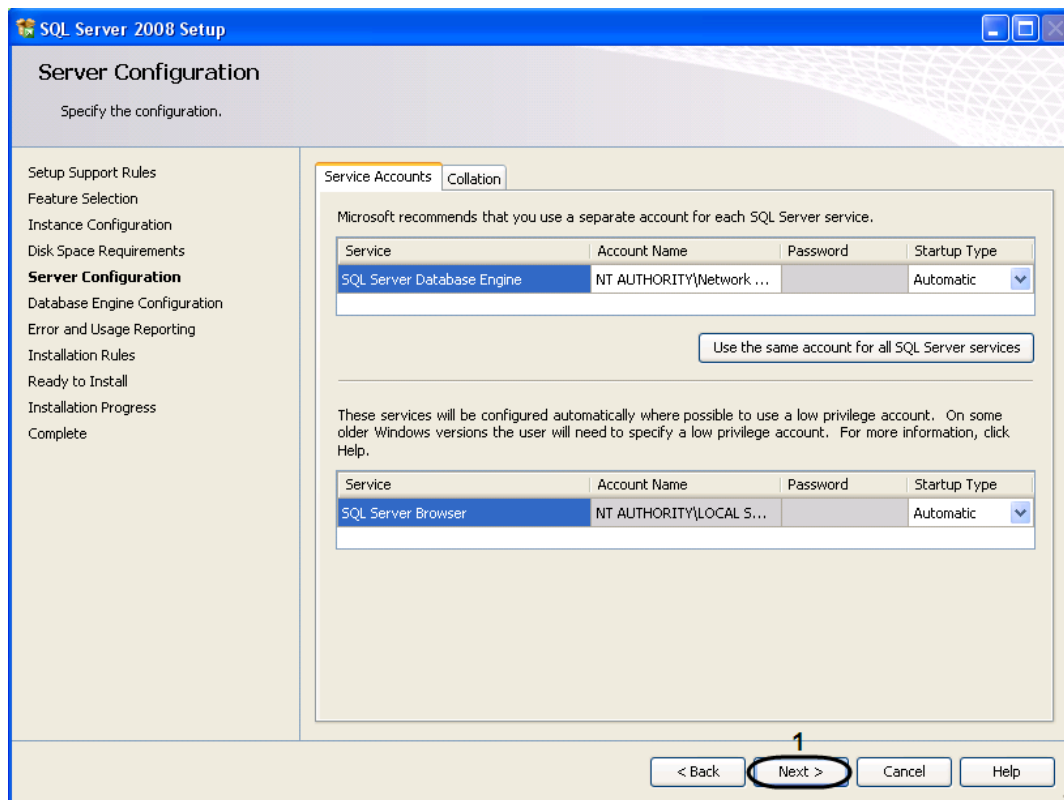 SQL Server 2008 Setup
Server Configuration
Specify the configuration.
Setup Support Rules
Feature Selection
Instance Configuration
Disk Space Requirements
Server Configuration
Database Engine Configuration
Error and Usage Reporting
Installation Rules
Ready to Install
Installation Progress
Complete
Service Accounts Collation
Microsoft recommends that you use a separate account for each SQL Server service.
Service Account Name Password Startup Type
SQL Server Database Engine NT AUTHORITY\Network ... Automatic
Use the same account for all SQL Server services
These services will be configured automatically where possible to use a low privilege account. On some
older Windows versions the user will need to specify a low privilege account. For more information, click
Help.
Service Account Name Password Startup Type
SQL Server Browser NT AUTHORITY\LOCAL S... Automatic
1
< Back Next > Cancel Help